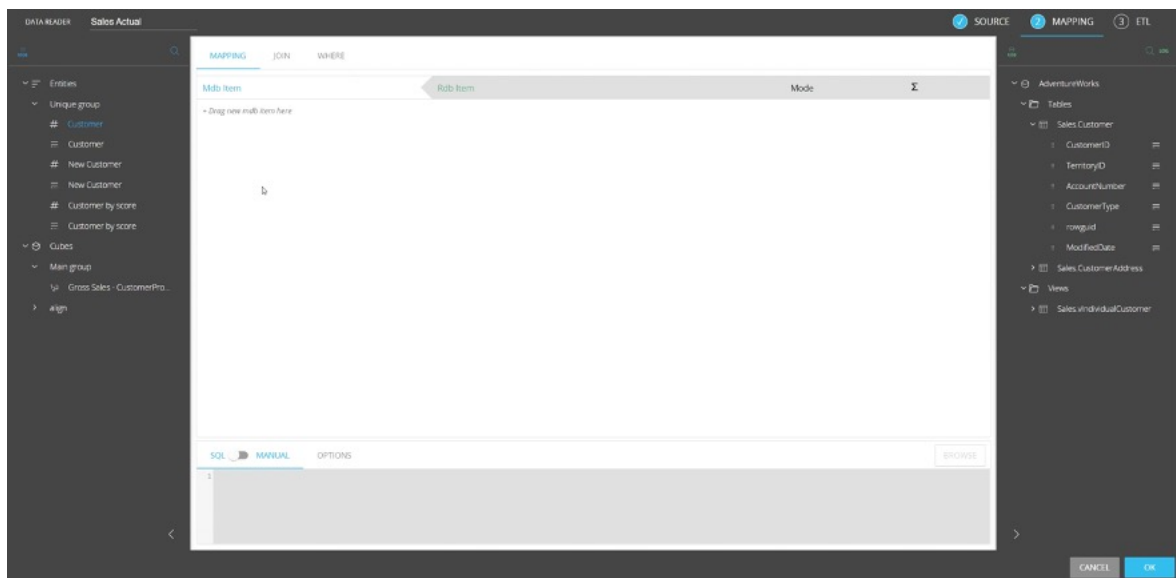 DATA READER Sales Actual
SOURCE 2 MAPPING 3 ETL
MAPPING JOIN WHERE
Entities
Unique group
# Customer
Customer
# New Customer
New Customer
# Customer by score
Customer by score
Cubes
Main group
Gross Sales - CustomerPro...
align
Mdb Item Rdb Item Mode Σ
Drag new mdb item here
SQL MANUAL OPTIONS
BROWSE
1
AdventureWorks
Tables
Sales.Customer
CustomerID
TerritoryID
AccountNumber
CustomerType
rowguid
ModifiedDate
Sales.CustomerAddress
Views
Sales.vIndividualCustomer
CANCEL OK